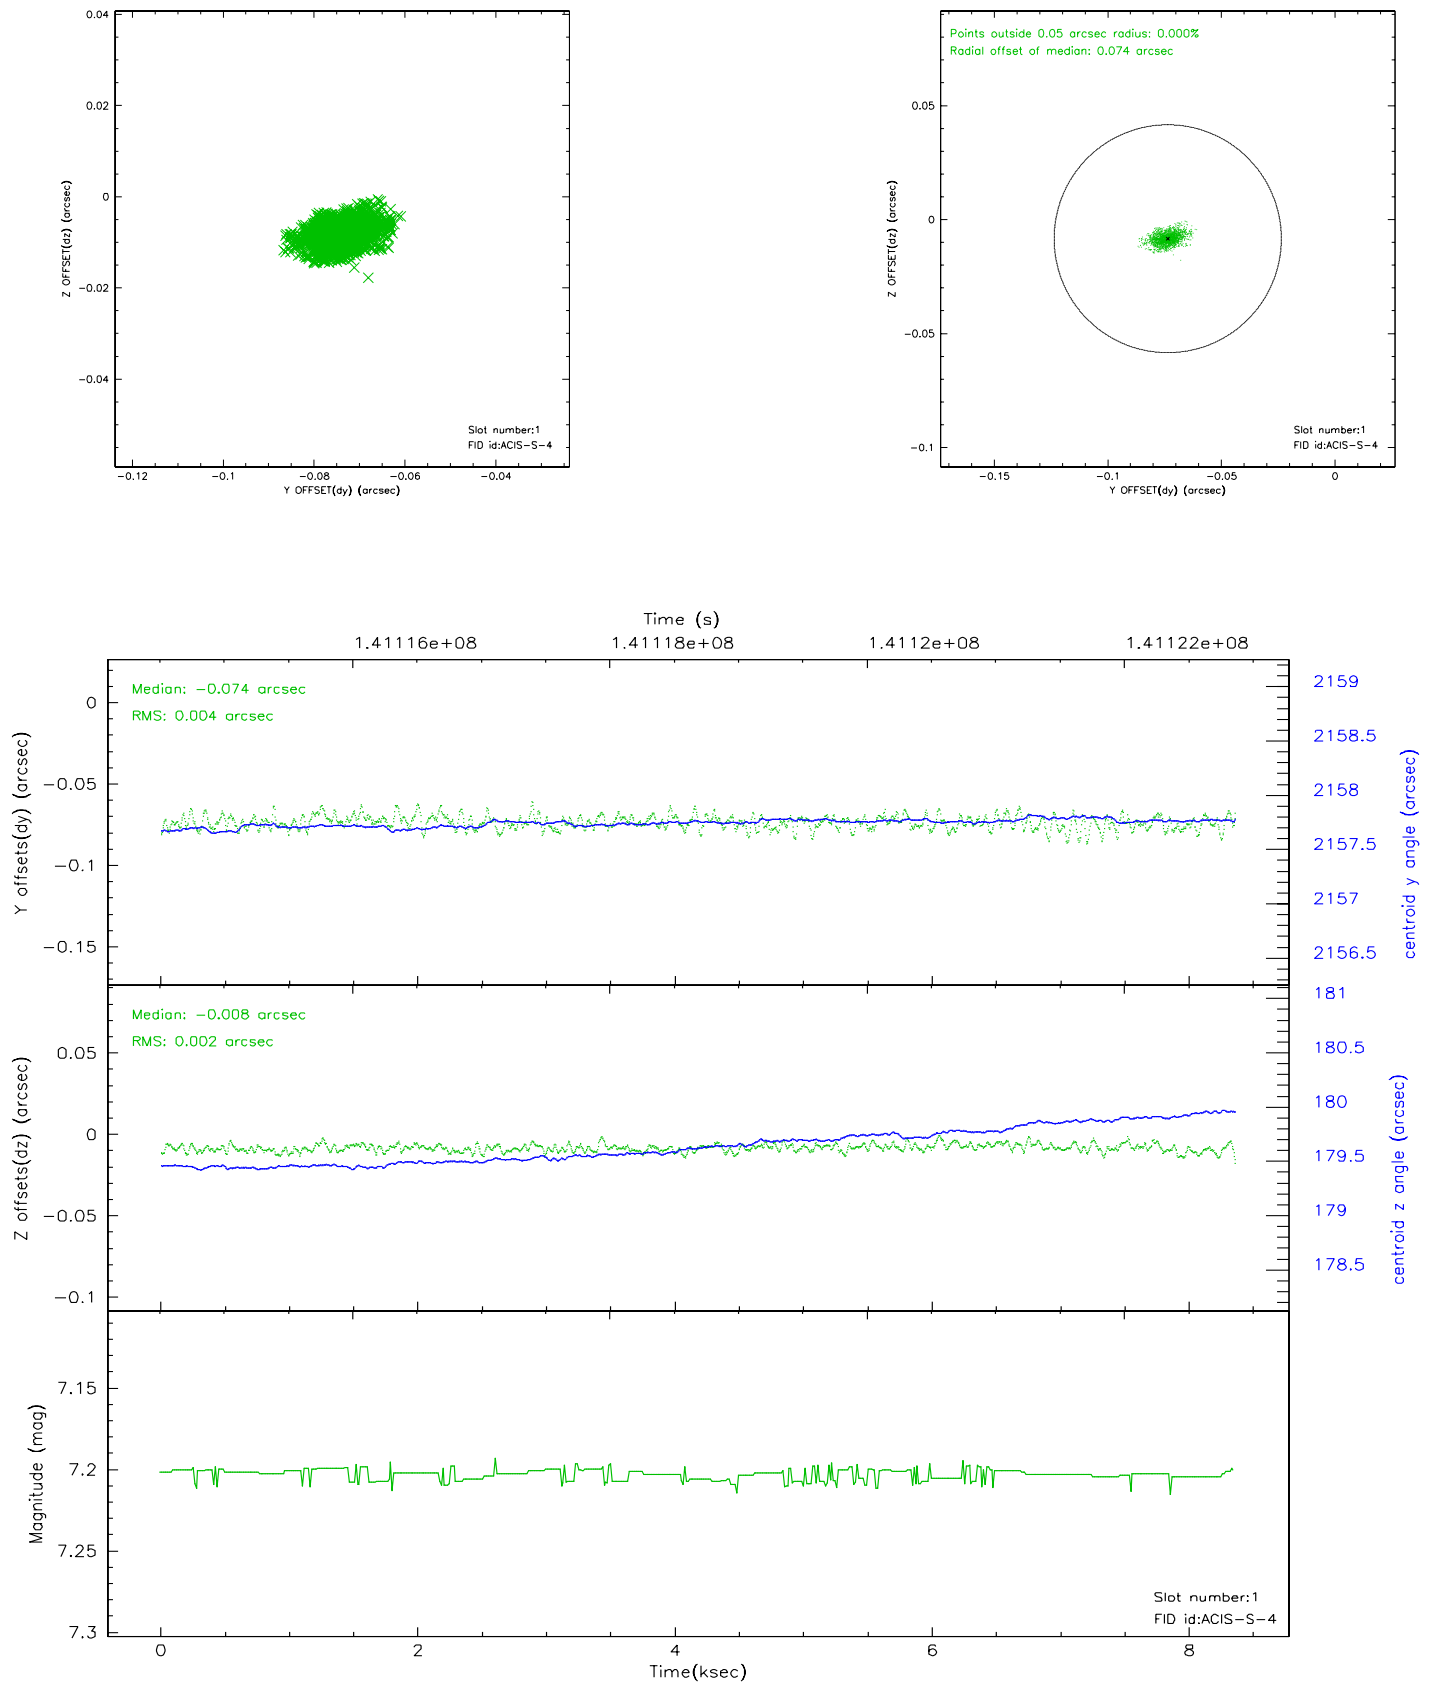 0.04
0.02
0
−0.02
−0.04
Z OFFSET(dz) (arcsec)
Slot number:1
FID id:ACIS−S−4
−0.12
−0.1
−0.08
−0.06
−0.04
Y OFFSET(dy) (arcsec)
Points outside 0.05 arcsec radius: 0.000%
Radial offset of median: 0.074 arcsec
0.05
0
−0.05
−0.1
Z OFFSET(dz) (arcsec)
Slot number:1
FID id:ACIS−S−4
−0.15
−0.1
−0.05
0
Y OFFSET(dy) (arcsec)
Time (s)
1.41116e+08
1.41118e+08
1.4112e+08
1.41122e+08
Median: −0.074 arcsec
RMS: 0.004 arcsec
0
−0.05
−0.1
−0.15
Y offsets(dy) (arcsec)
2159
2158.5
2158
2157.5
2157
2156.5
centroid y angle (arcsec)
Median: −0.008 arcsec
RMS: 0.002 arcsec
0.05
0
−0.05
−0.1
Z offsets(dz) (arcsec)
181
180.5
180
179.5
179
178.5
centroid z angle (arcsec)
7.15
7.2
7.25
7.3
Magnitude (mag)
Slot number:1
FID id:ACIS−S−4
0
2
4
6
8
Time(ksec)